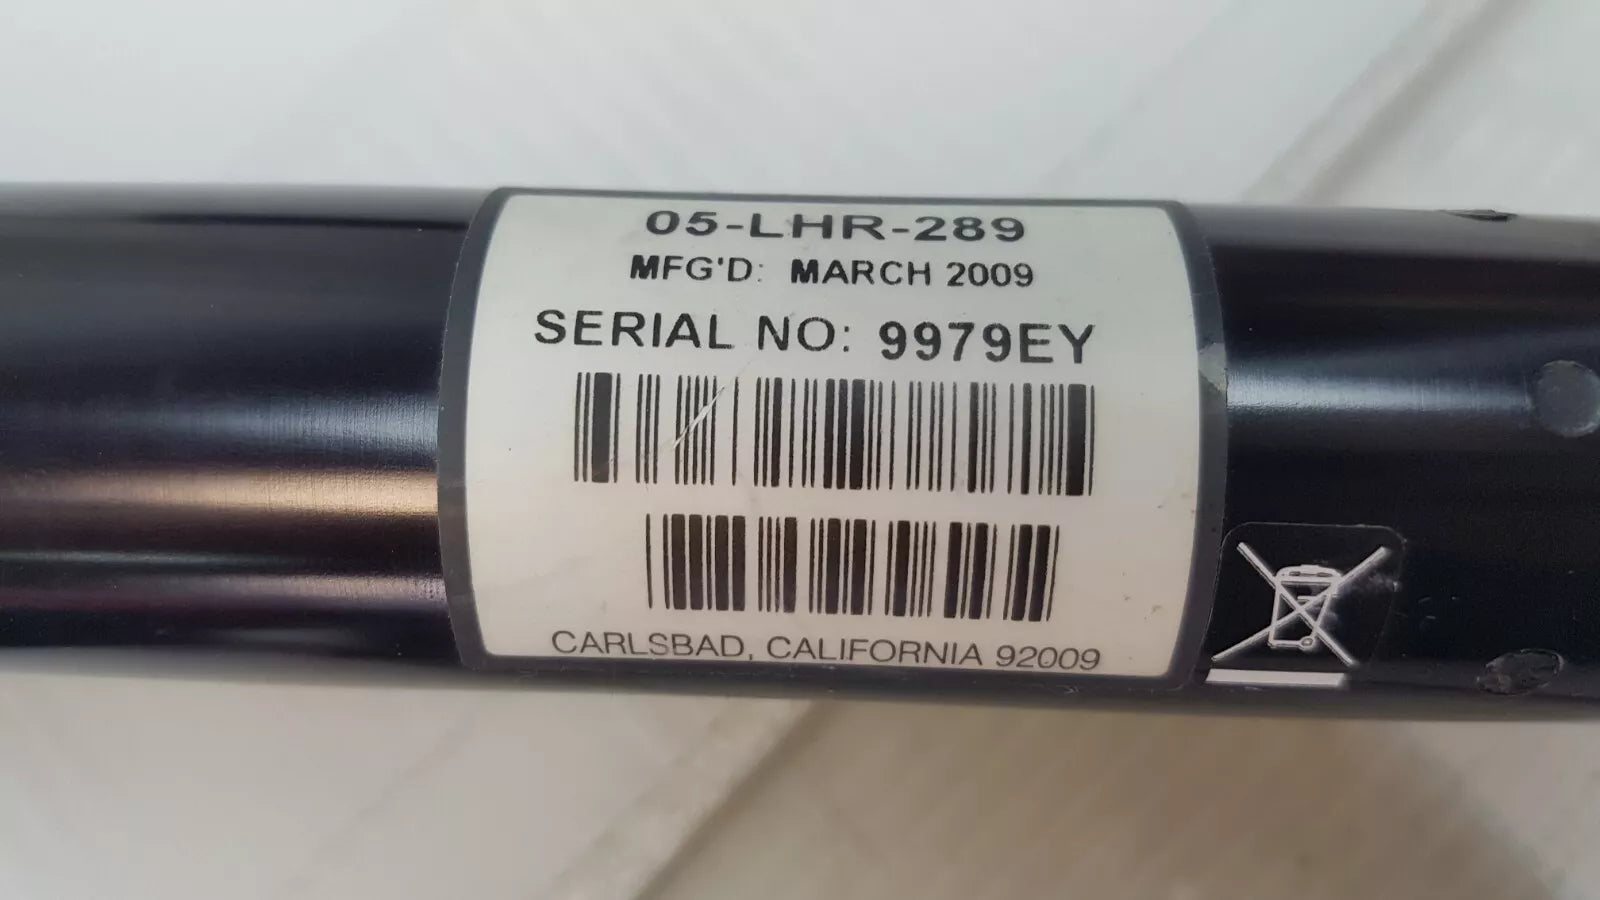 05-LHR-289
MFG'D: MARCH 2009
SERIAL NO: 9979EY
CARLSBAD, CALIFORNIA 92009